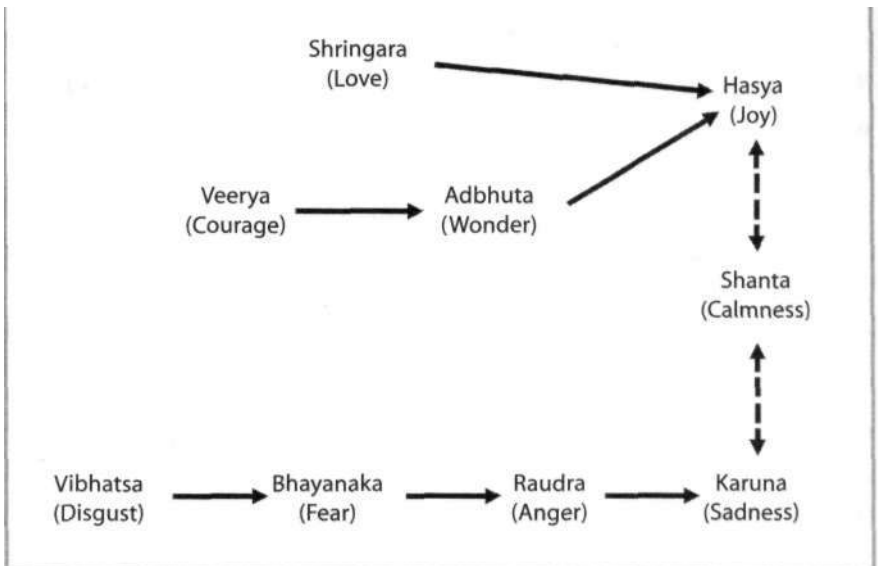 Shringara
(Love)
Hasya
(Joy)
Veerya
(Courage)
Adbhuta
(Wonder)
Shanta
(Calmness)
Vibhatsa
(Disgust)
Bhayanaka
(Fear)
Raudra
(Anger)
Karuna
(Sadness)